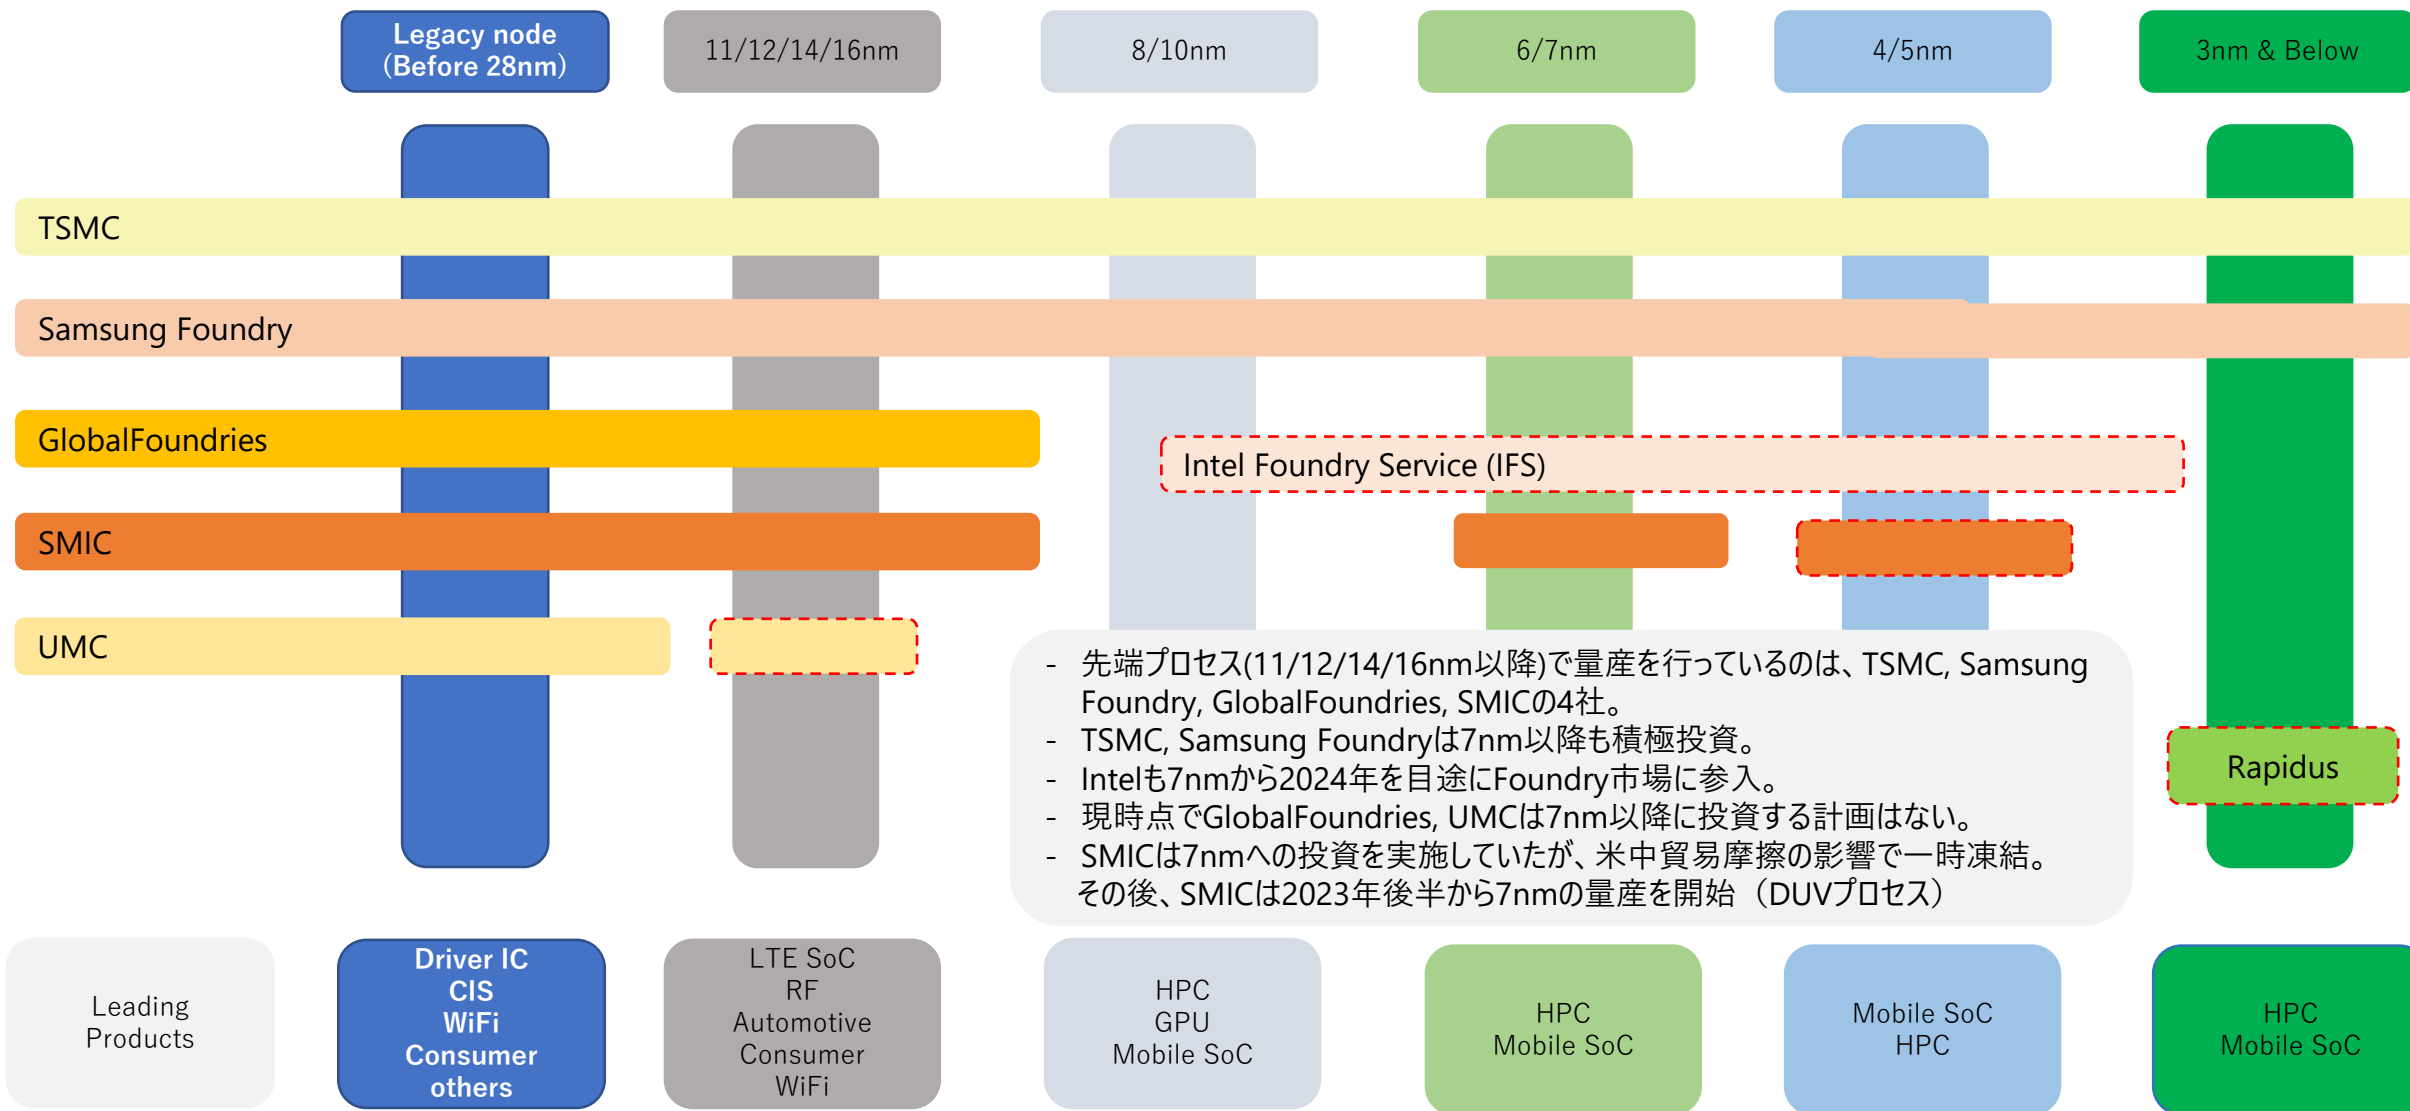 Legacy node
(Before 28nm)
11/12/14/16nm
8/10nm
6/7nm
4/5nm
3nm & Below
TSMC
Samsung Foundry
GlobalFoundries
Intel Foundry Service (IFS)
SMIC
UMC
- 先端プロセス(11/12/14/16nm以降)で量産を行っているのは、TSMC, Samsung
Foundry, GlobalFoundries, SMICの4社。
- TSMC, Samsung Foundryは7nm以降も積極投資。
- Intelも7nmから2024年を目途にFoundry市場に参入。
- 現時点でGlobalFoundries, UMCは7nm以降に投資する計画はない。
- SMICは7nmへの投資を実施していたが、米中貿易摩擦の影響で一時凍結。
その後、SMICは2023年後半から7nmの量産を開始（DUVプロセス）
Rapidus
Leading
Products
Driver IC
CIS
WiFi
Consumer
others
LTE SoC
RF
Automotive
Consumer
WiFi
HPC
GPU
Mobile SoC
HPC
Mobile SoC
Mobile SoC
HPC
HPC
Mobile SoC